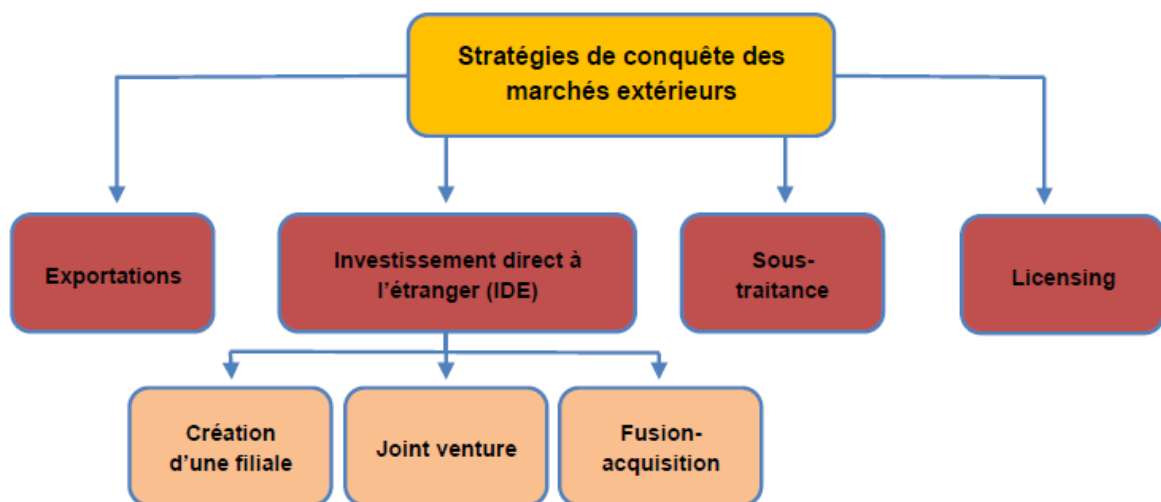 Stratégies de conquête des
marchés extérieurs
Exportations
Investissement direct à
l’étranger (IDE)
Sous-
traitance
Licensing
Création
d’une filiale
Joint venture
Fusion-
acquisition